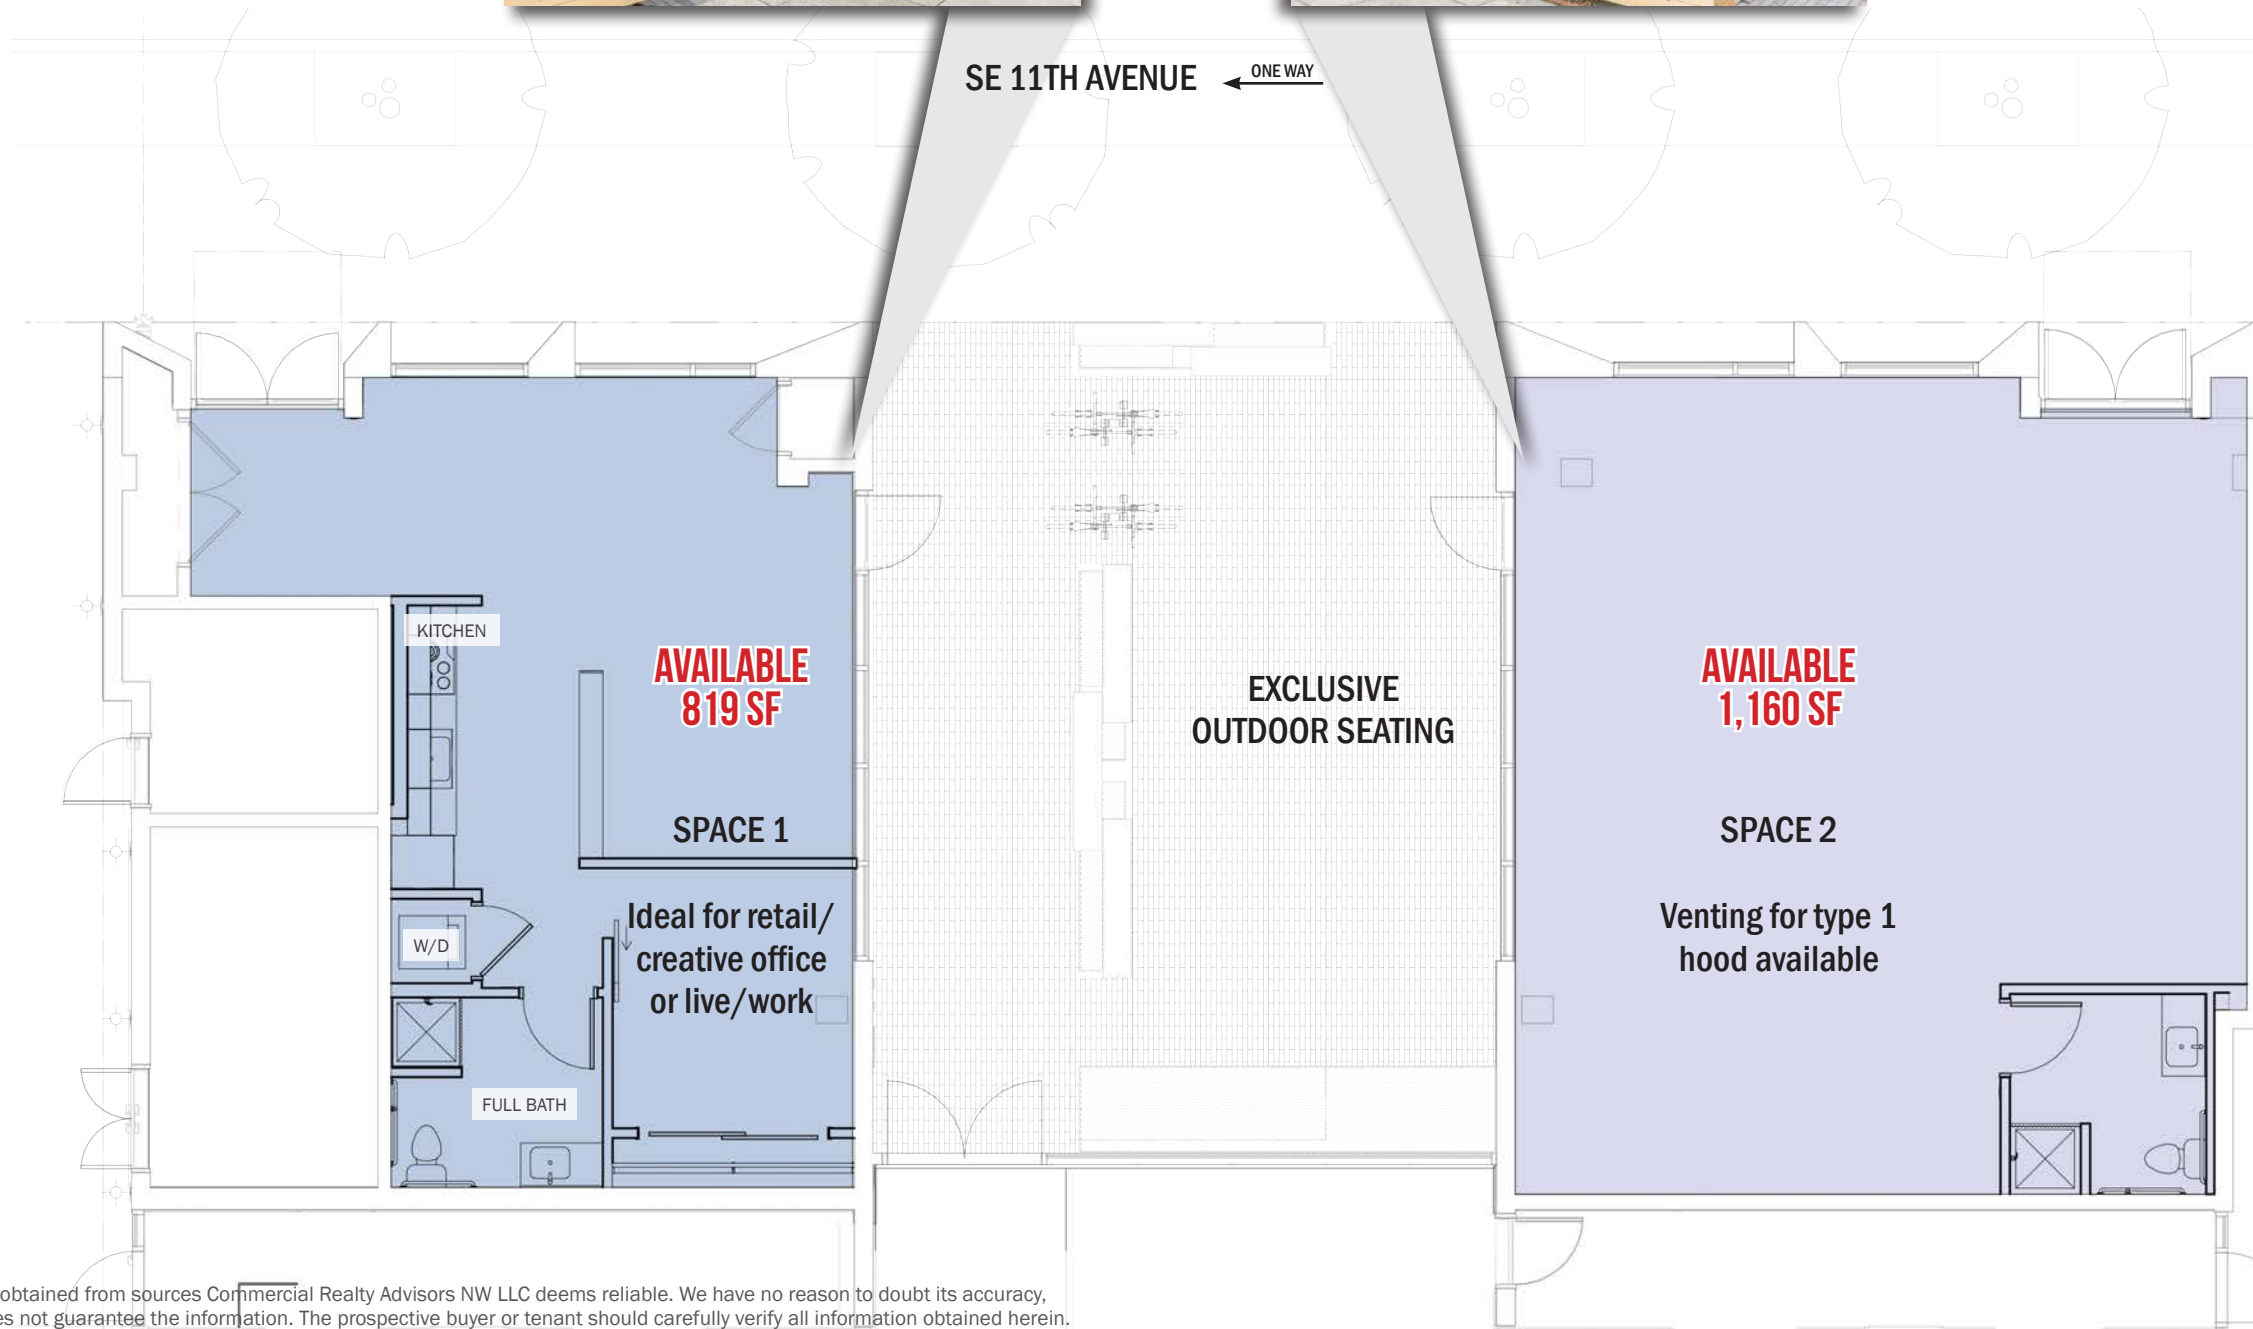 SE 11TH AVENUE
ONE WAY
KITCHEN
AVAILABLE
819 SF
SPACE 1
W/D
Ideal for retail/
creative office
or live/work
FULL BATH
EXCLUSIVE
OUTDOOR SEATING
AVAILABLE
1,160 SF
SPACE 2
Venting for type 1
hood available
obtained from sources Commercial Realty Advisors NW LLC deems reliable. We have no reason to doubt its accuracy,
not guarantee the information. The prospective buyer or tenant should carefully verify all information obtained herein.